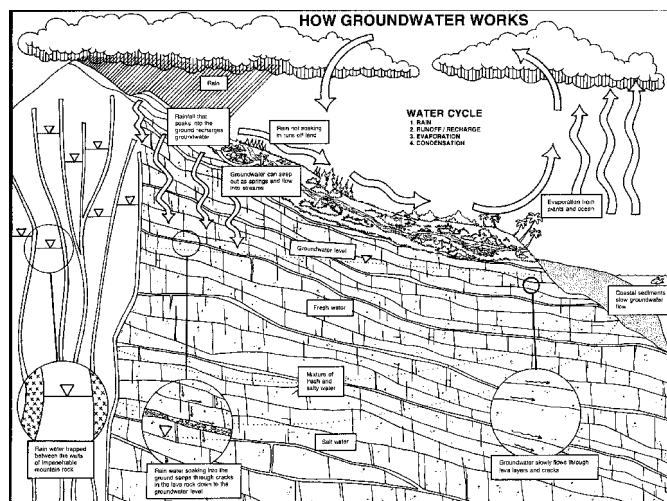 HOW GROUNDWATER WORKS
Rain
Rainfall that
soaks into the
ground recharges
groundwater
Rain not soaking
in runs off land
WATER CYCLE
1. RAIN
2. RUNOFF / RECHARGE
3. EVAPORATION
4. CONDENSATION
Groundwater can seep
out as springs and flow
into streams
Evaporation from
plants and ocean
Groundwater level
Coastal sediments
slow groundwater
flow
Fresh water
Mixture of
fresh and
salty water
Salt water
Rain water trapped
between the walls
of impenetrable
mountain rock
Rain water soaking into the
ground seeps through cracks
in the lava rock down to the
groundwater level
Groundwater slowly flows through
lava layers and cracks